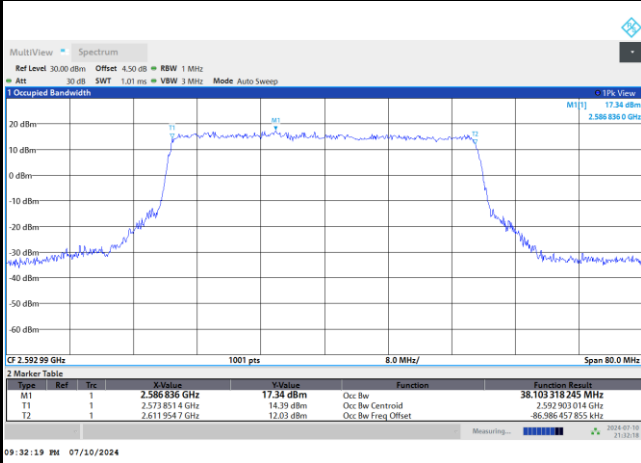 MultiView Spectrum
Ref Level 30.00 dBm Offset 4.50 dB RBW 1 MHz
Att 30 dB SWT 1.01 ms VBW 3 MHz Mode Auto Sweep
1 Occupied Bandwidth 1Pk View
M1[1] 17.34 dBm
2.586 836 0 GHz
M1
T1
T2
20 dBm
10 dBm
0 dBm
-10 dBm
-20 dBm
-30 dBm
-40 dBm
-50 dBm
-60 dBm
CF 2.592 99 GHz 1001 pts 8.0 MHz/ Span 80.0 MHz
2 Marker Table
Type Ref Trc X-Value Y-Value Function Function Result
M1 1 2.586 836 GHz 17.34 dBm Occ Bw 38.103 318 245 MHz
T1 1 2.573 851 4 GHz 14.39 dBm Occ Bw Centroid 2.592 903 014 GHz
T2 1 2.611 954 7 GHz 12.03 dBm Occ Bw Freq Offset -86.986 457 855 kHz
Measuring... 2024-07-10
21:32:18
09:32:19 PM 07/10/2024